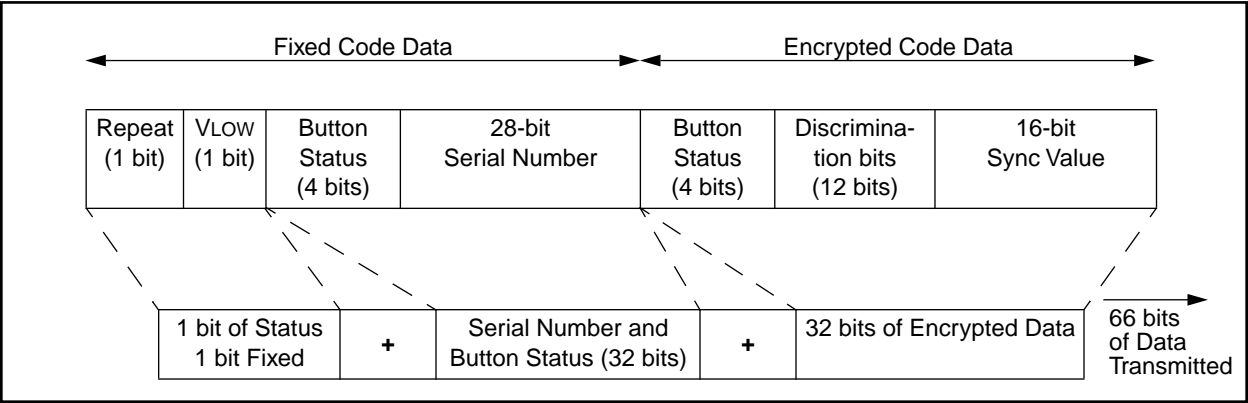 Fixed Code Data
Encrypted Code Data
Repeat
(1 bit)
VLOW
(1 bit)
Button
Status
(4 bits)
28-bit
Serial Number
Button
Status
(4 bits)
Discrimina-
tion bits
(12 bits)
16-bit
Sync Value
1 bit of Status
1 bit Fixed
+
Serial Number and
Button Status (32 bits)
+
32 bits of Encrypted Data
66 bits
of Data
Transmitted